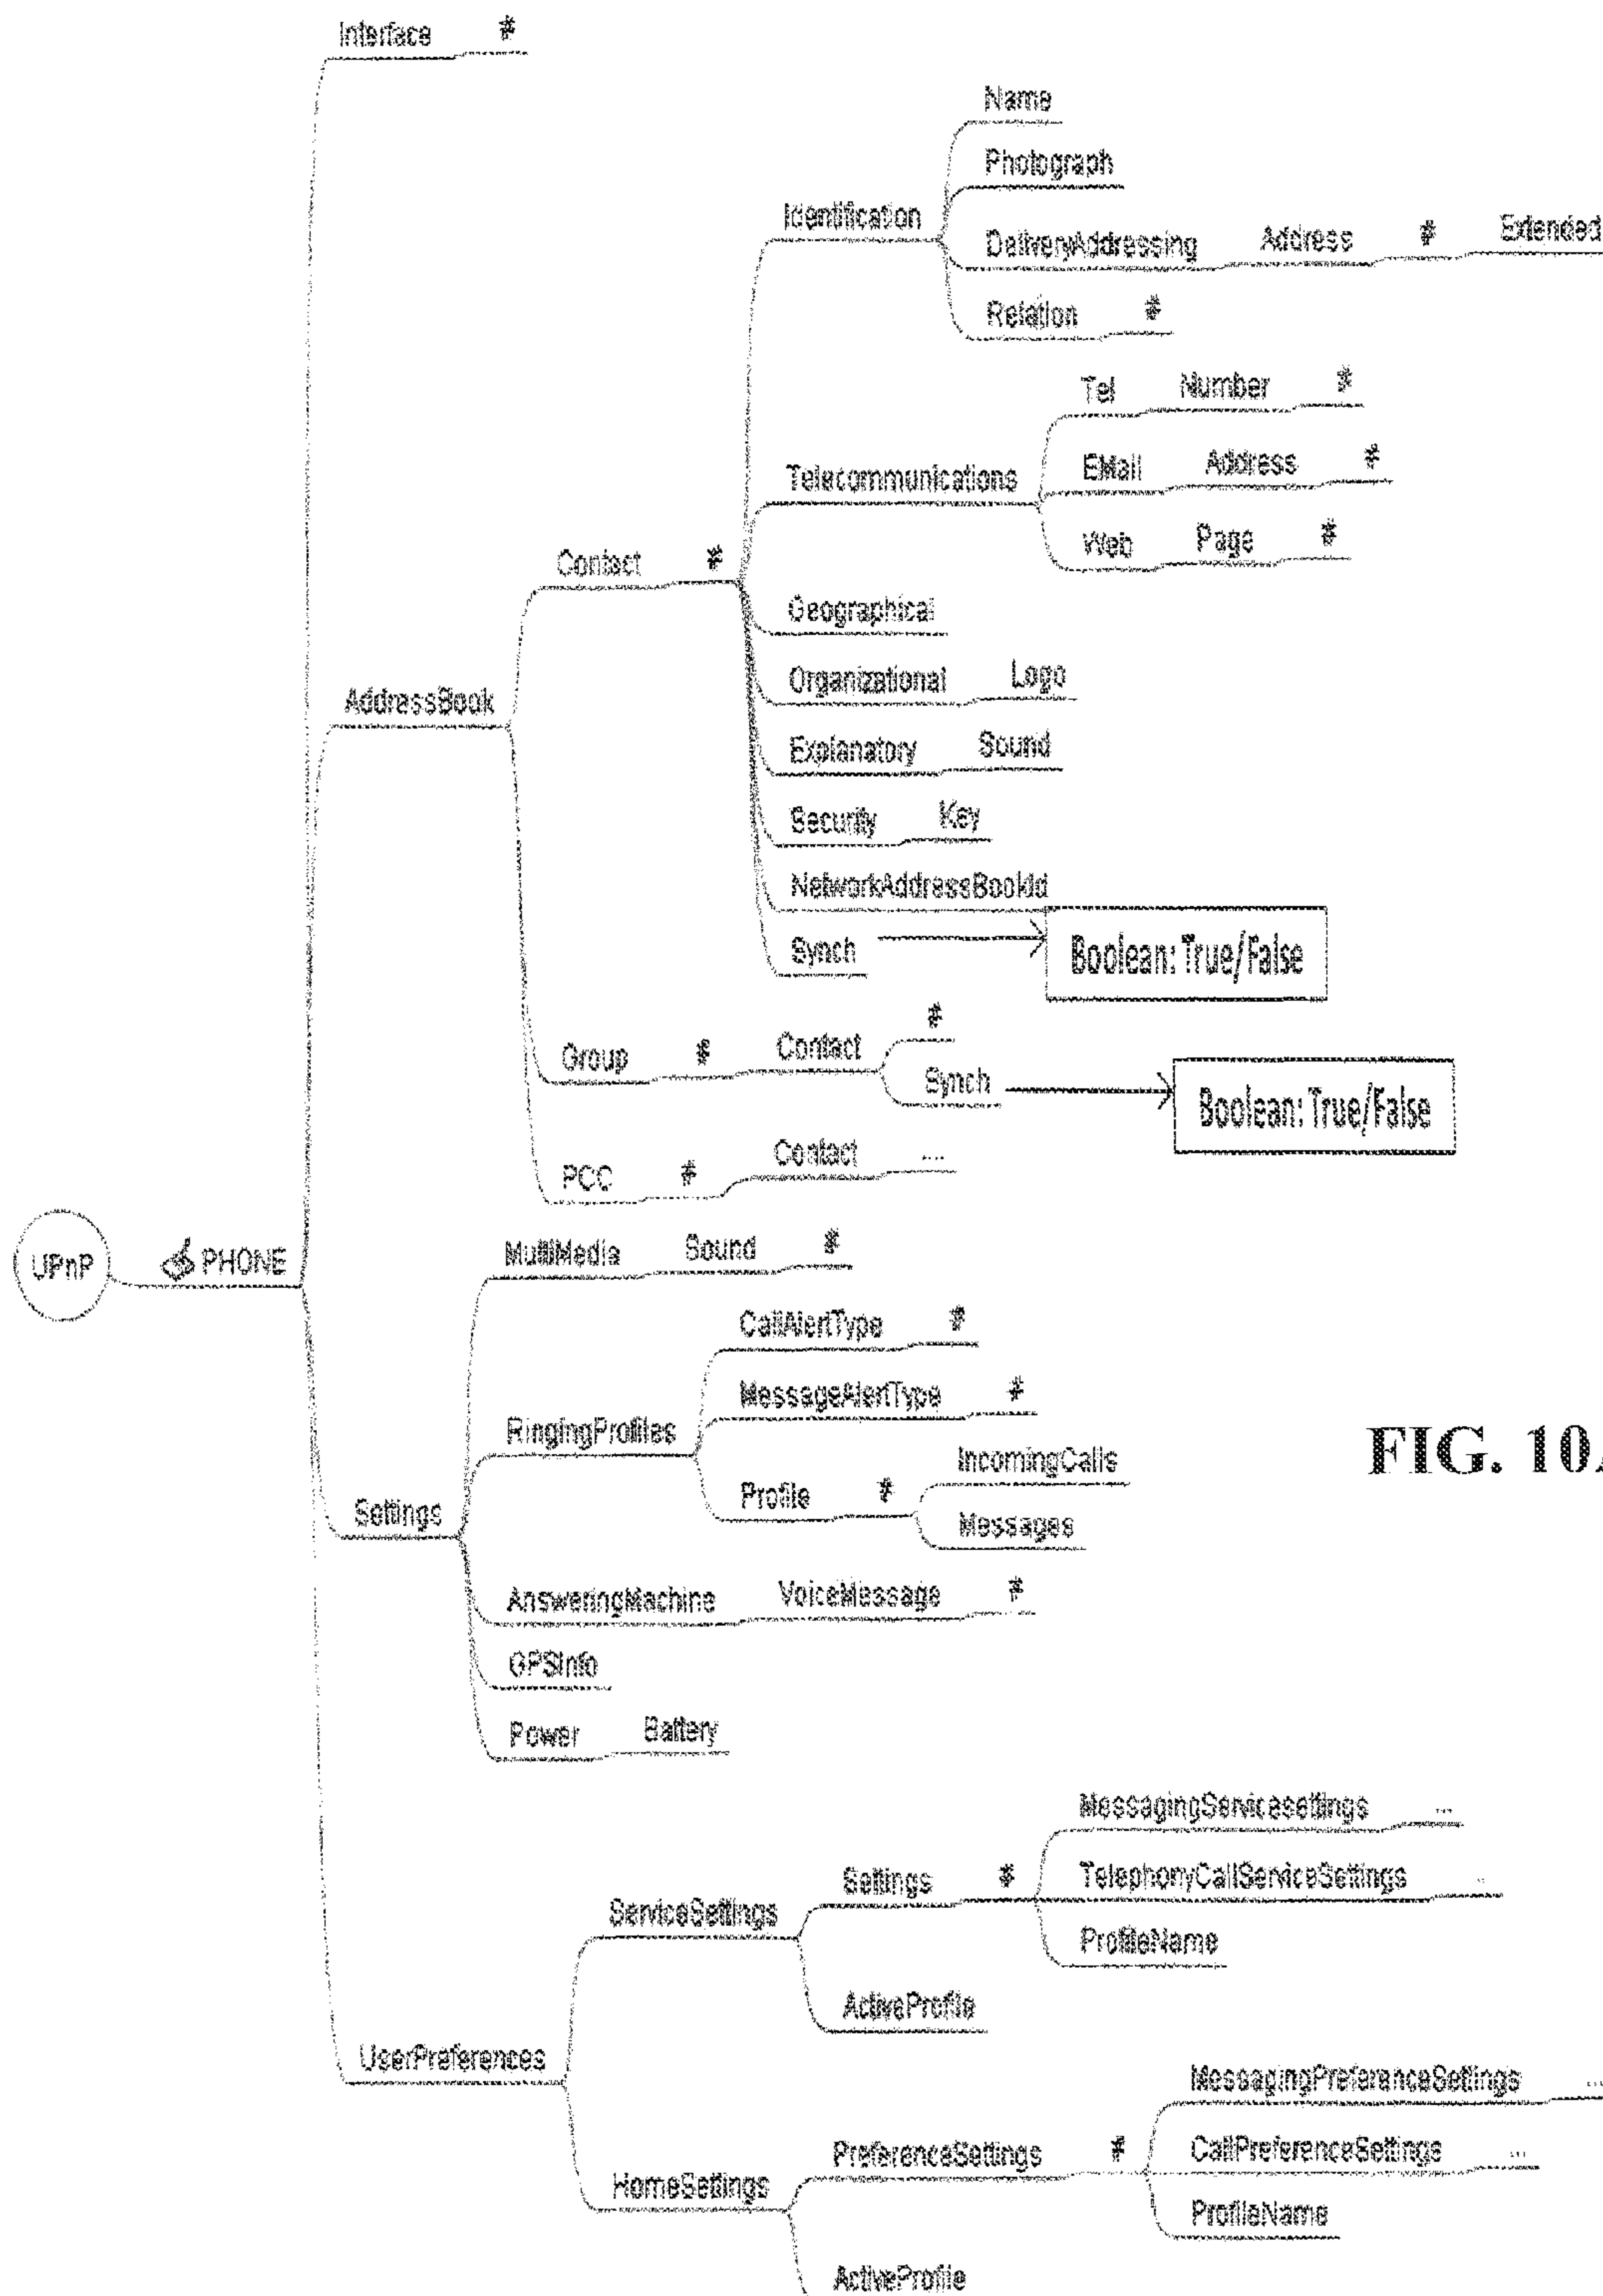 Interface #
Name
Photograph
Identification
DeliveryAddressing Address # Extended
Relation #
Tel Number #
Telecommunications
EMail Address #
Web Page #
Contact #
Geographical
Organizational Logo
AddressBook
Explanatory Sound
Security Key
NetworkAddressBookId
Synch
Boolean: True/False
#
Group # Contact
Synch
Boolean: True/False
PCC # Contact ....
UPnP PHONE
MultiMedia Sound #
CallAlertType #
MessageAlertType #
RingingProfiles
IncomingCalls
Profile #
Messages
FIG. 10
Settings
AnsweringMachine VoiceMessage #
GPSInfo
Power Battery
MessagingServicesettings ...
Settings # TelephonyCallServiceSettings ..
ServiceSettings
ProfileName
ActiveProfile
UserPreferences
MessagingPreferenceSettings ...
PreferenceSettings # CallPreferenceSettings ...
HomeSettings
ProfileName
ActiveProfile